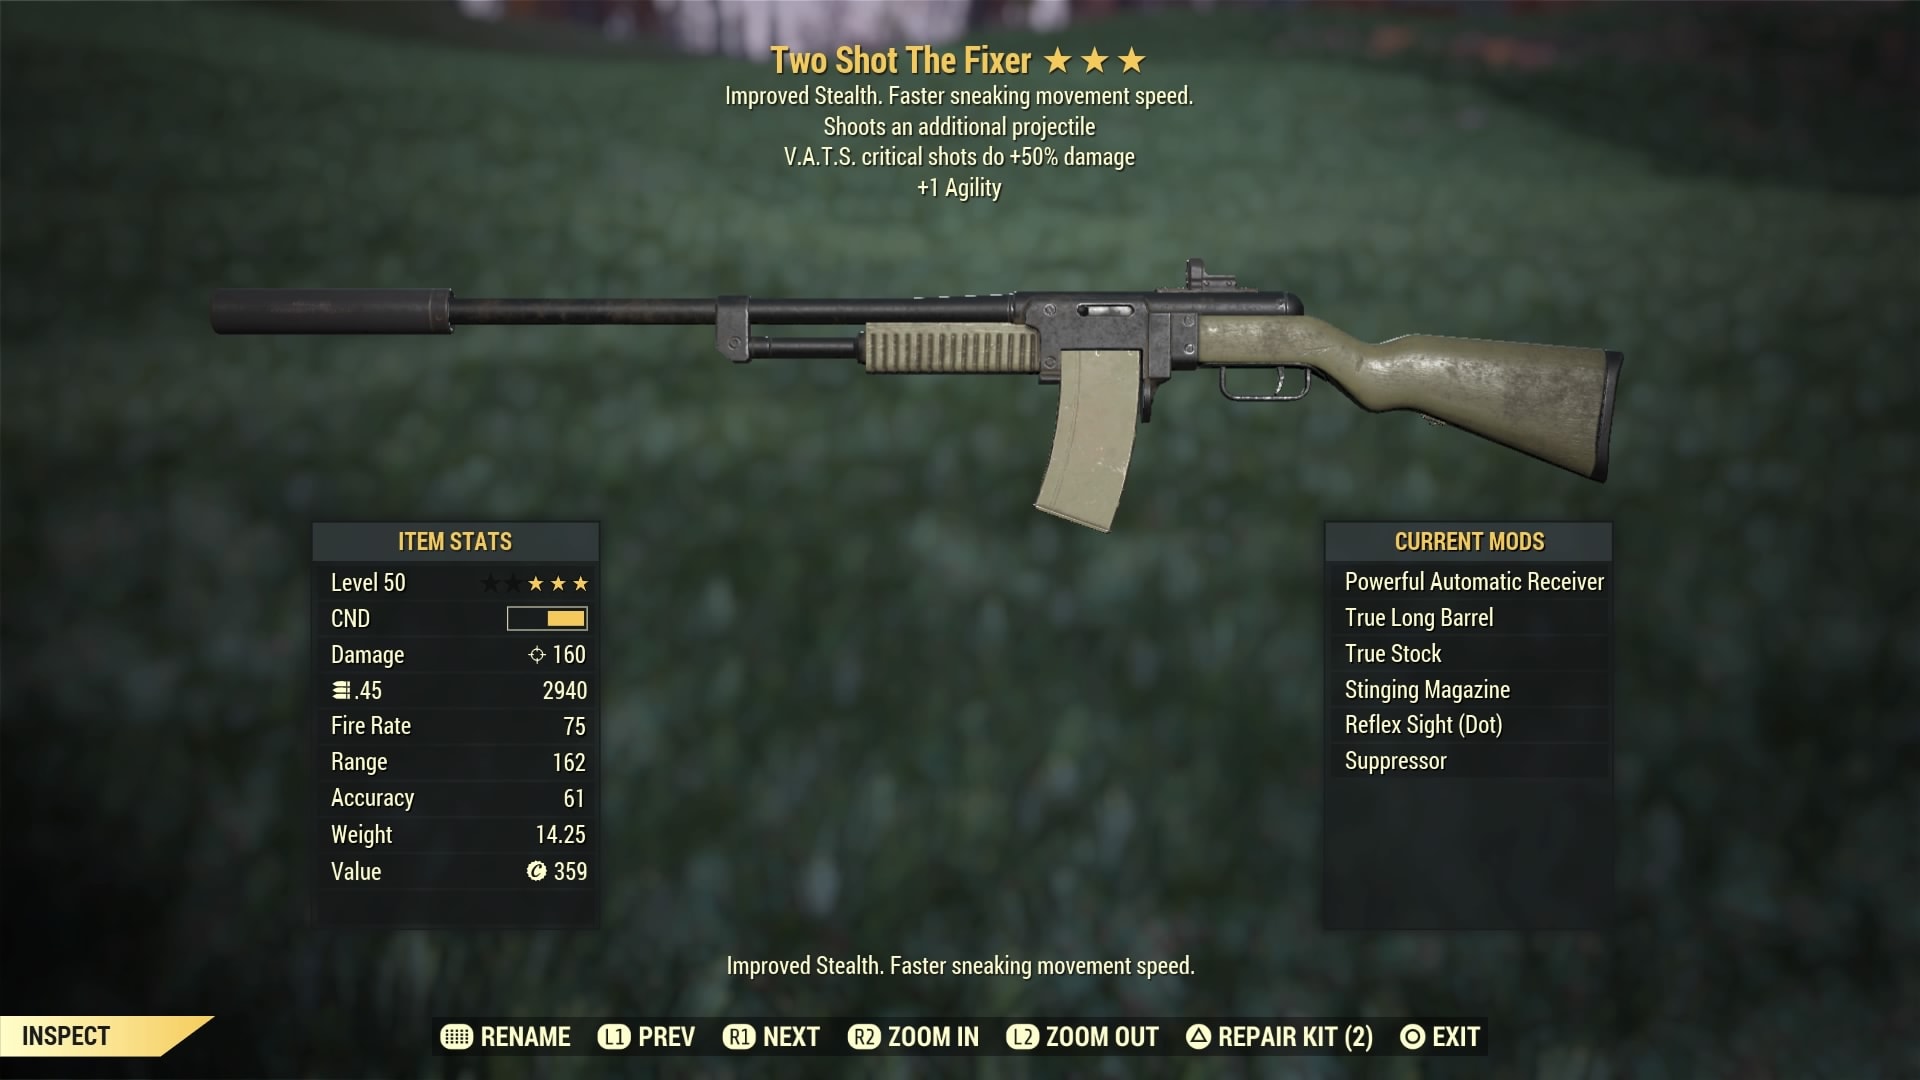 Two Shot The Fixer ★ ★ ★
Improved Stealth. Faster sneaking movement speed.
Shoots an additional projectile
V.A.T.S. critical shots do +50% damage
+1 Agility
ITEM STATS
Level 50
CND
Damage 160
.45 2940
Fire Rate 75
Range 162
Accuracy 61
Weight 14.25
Value 359
CURRENT MODS
Powerful Automatic Receiver
True Long Barrel
True Stock
Stinging Magazine
Reflex Sight (Dot)
Suppressor
Improved Stealth. Faster sneaking movement speed.
INSPECT
RENAME L1 PREV R1 NEXT R2 ZOOM IN L2 ZOOM OUT REPAIR KIT (2) EXIT